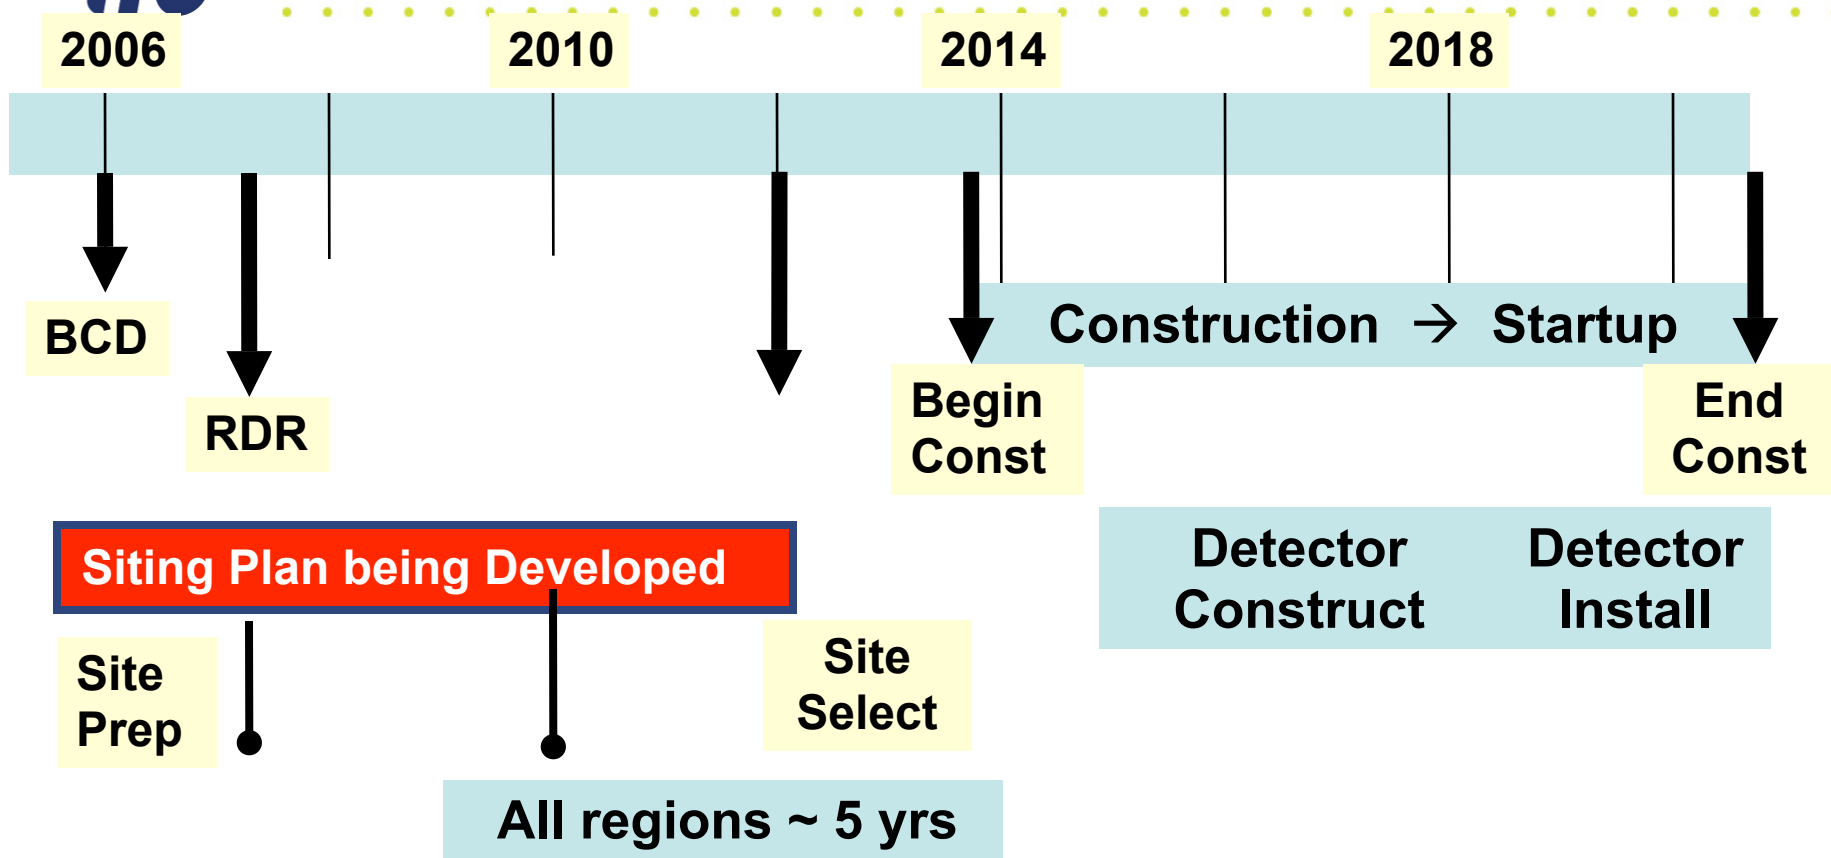 2006 2010 2014 2018
BCD
RDR
Construction → Startup
Begin
Const
End
Const
Siting Plan being Developed
Detector
Construct
Detector
Install
Site
Prep
Site
Select
All regions ~ 5 yrs